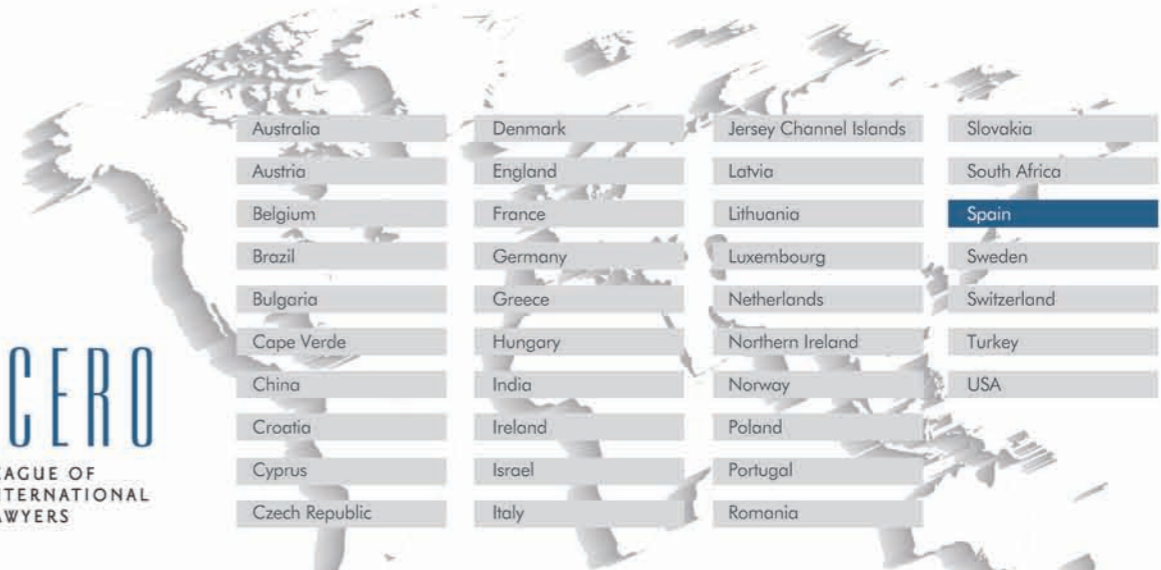 Australia
Austria
Belgium
Brazil
Bulgaria
Cape Verde
China
Croatia
Cyprus
Czech Republic
Denmark
England
France
Germany
Greece
Hungary
India
Ireland
Israel
Italy
Jersey Channel Islands
Latvia
Lithuania
Luxembourg
Netherlands
Northern Ireland
Norway
Poland
Portugal
Romania
Slovakia
South Africa
Spain
Sweden
Switzerland
Turkey
USA
CERO
EAGUE OF
NTERNATIONAL
AWYERS